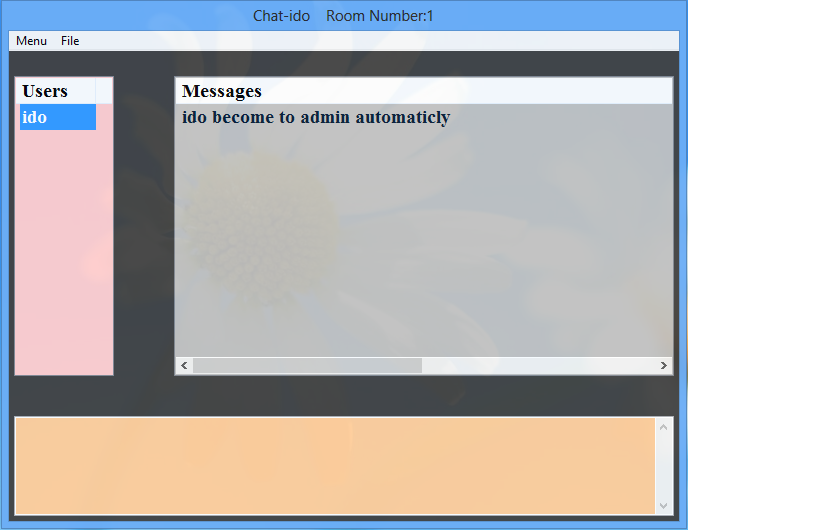 Chat-ido Room Number:1
Menu File
Users
ido
Messages
ido become to admin automaticly